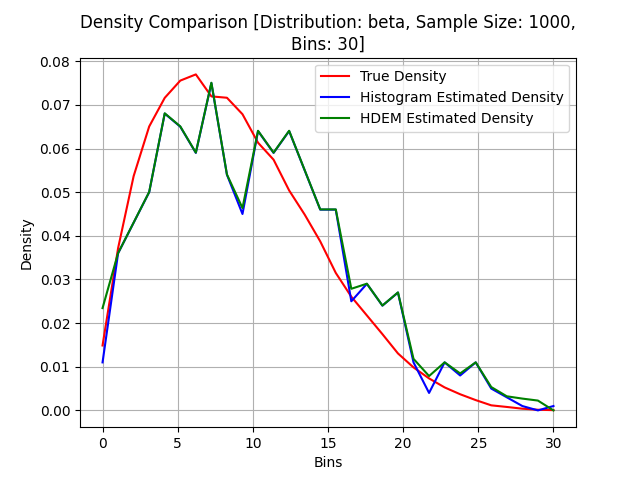 Density Comparison [Distribution: beta, Sample Size: 1000,
Bins: 30]
True Density
Histogram Estimated Density
HDEM Estimated Density
Density
0.08
0.07
0.06
0.05
0.04
0.03
0.02
0.01
0.00
0 5 10 15 20 25 30
Bins